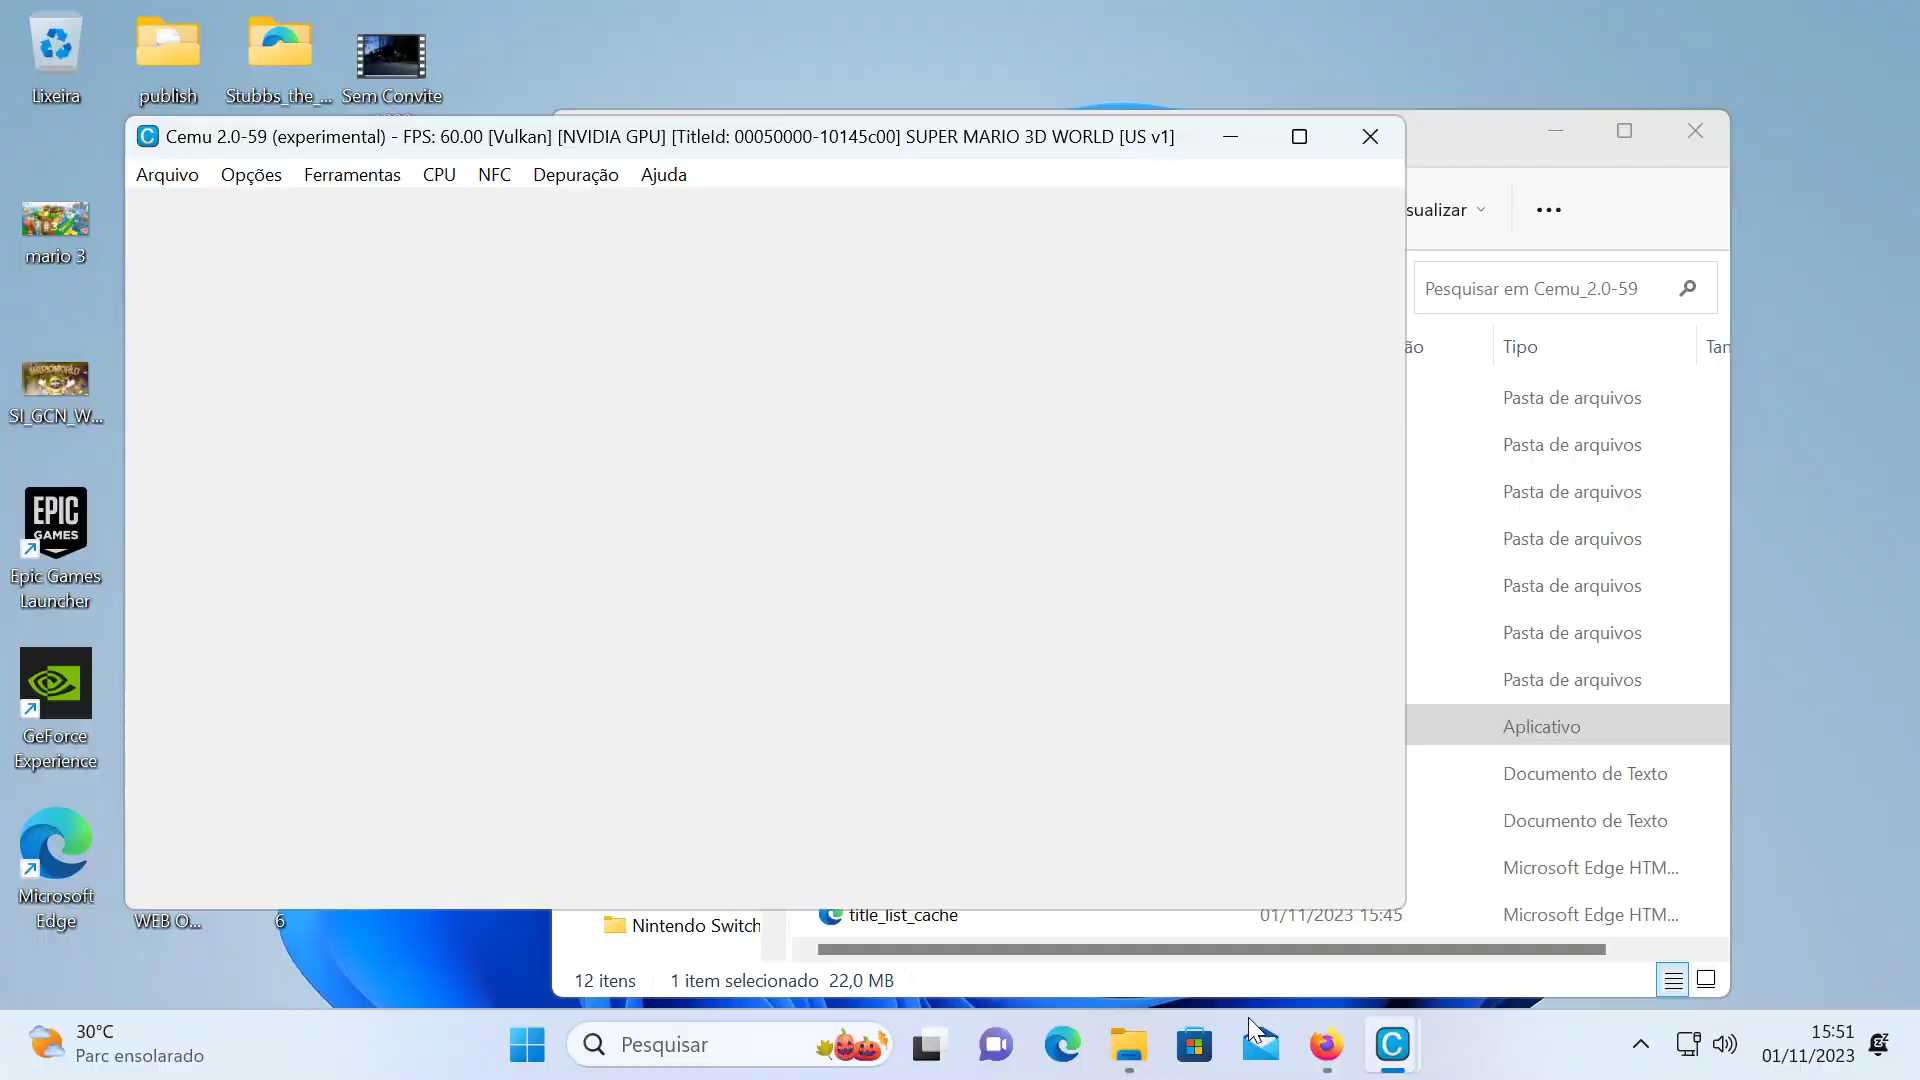 Lixeira
publish
Stubbs_the_...
Sem Convite
Cemu 2.0-59 (experimental) - FPS: 60.00 [Vulkan] [NVIDIA GPU] [TitleId: 00050000-10145c00] SUPER MARIO 3D WORLD [US v1]
Arquivo Opções Ferramentas CPU NFC Depuração Ajuda
sualizar
mario 3
Pesquisar em Cemu_2.0-59
ão Tipo Tan
Pasta de arquivos
SI_GCN_W...
Pasta de arquivos
Pasta de arquivos
EPIC
GAMES
Pasta de arquivos
Epic Games
Launcher
Pasta de arquivos
Pasta de arquivos
Pasta de arquivos
GeForce
Experience
Aplicativo
Documento de Texto
Documento de Texto
Microsoft Edge HTM...
Microsoft
Edge
WEB O...
6
Nintendo Switch
title_list_cache 01/11/2023 15:45 Microsoft Edge HTM...
12 itens 1 item selecionado 22,0 MB
30°C
Parc ensolarado
Pesquisar
15:51
01/11/2023